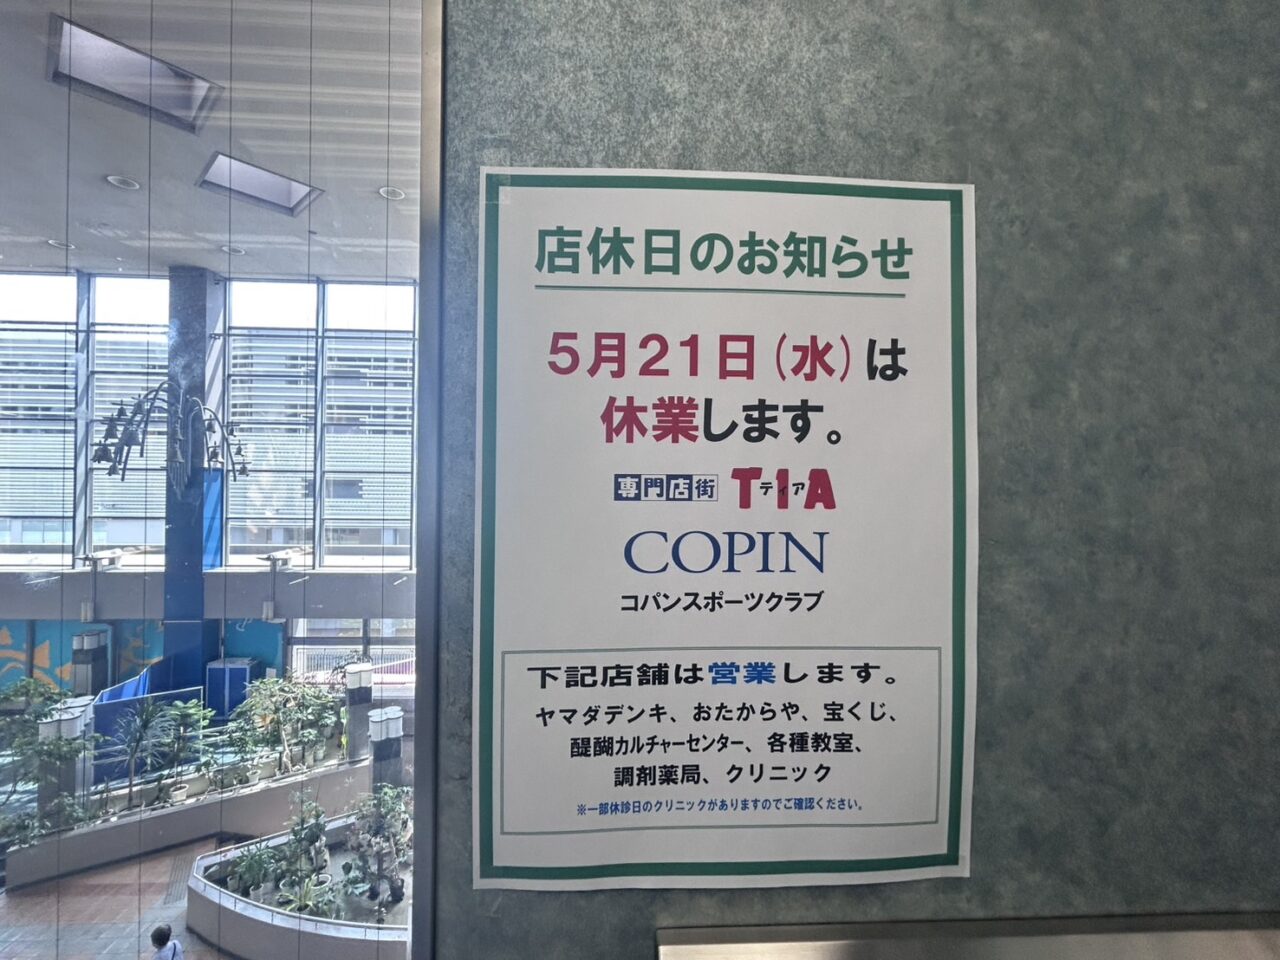 店休日のお知らせ
5月21日(水)は
休業します。
専門店街 TIA ティア
COPIN
コパンスポーツクラブ
下記店舗は営業します。
ヤマダデンキ、おたからや、宝くじ、
醍醐カルチャーセンター、各種教室、
調剤薬局、クリニック
※一部休診日のクリニックがありますのでご確認ください。